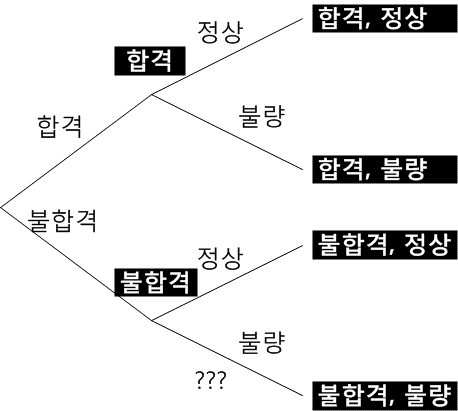 정상
합격, 정상
합격
불량
합격
합격, 불량
불합격
정상
불합격, 정상
불합격
불량
???
불합격, 불량